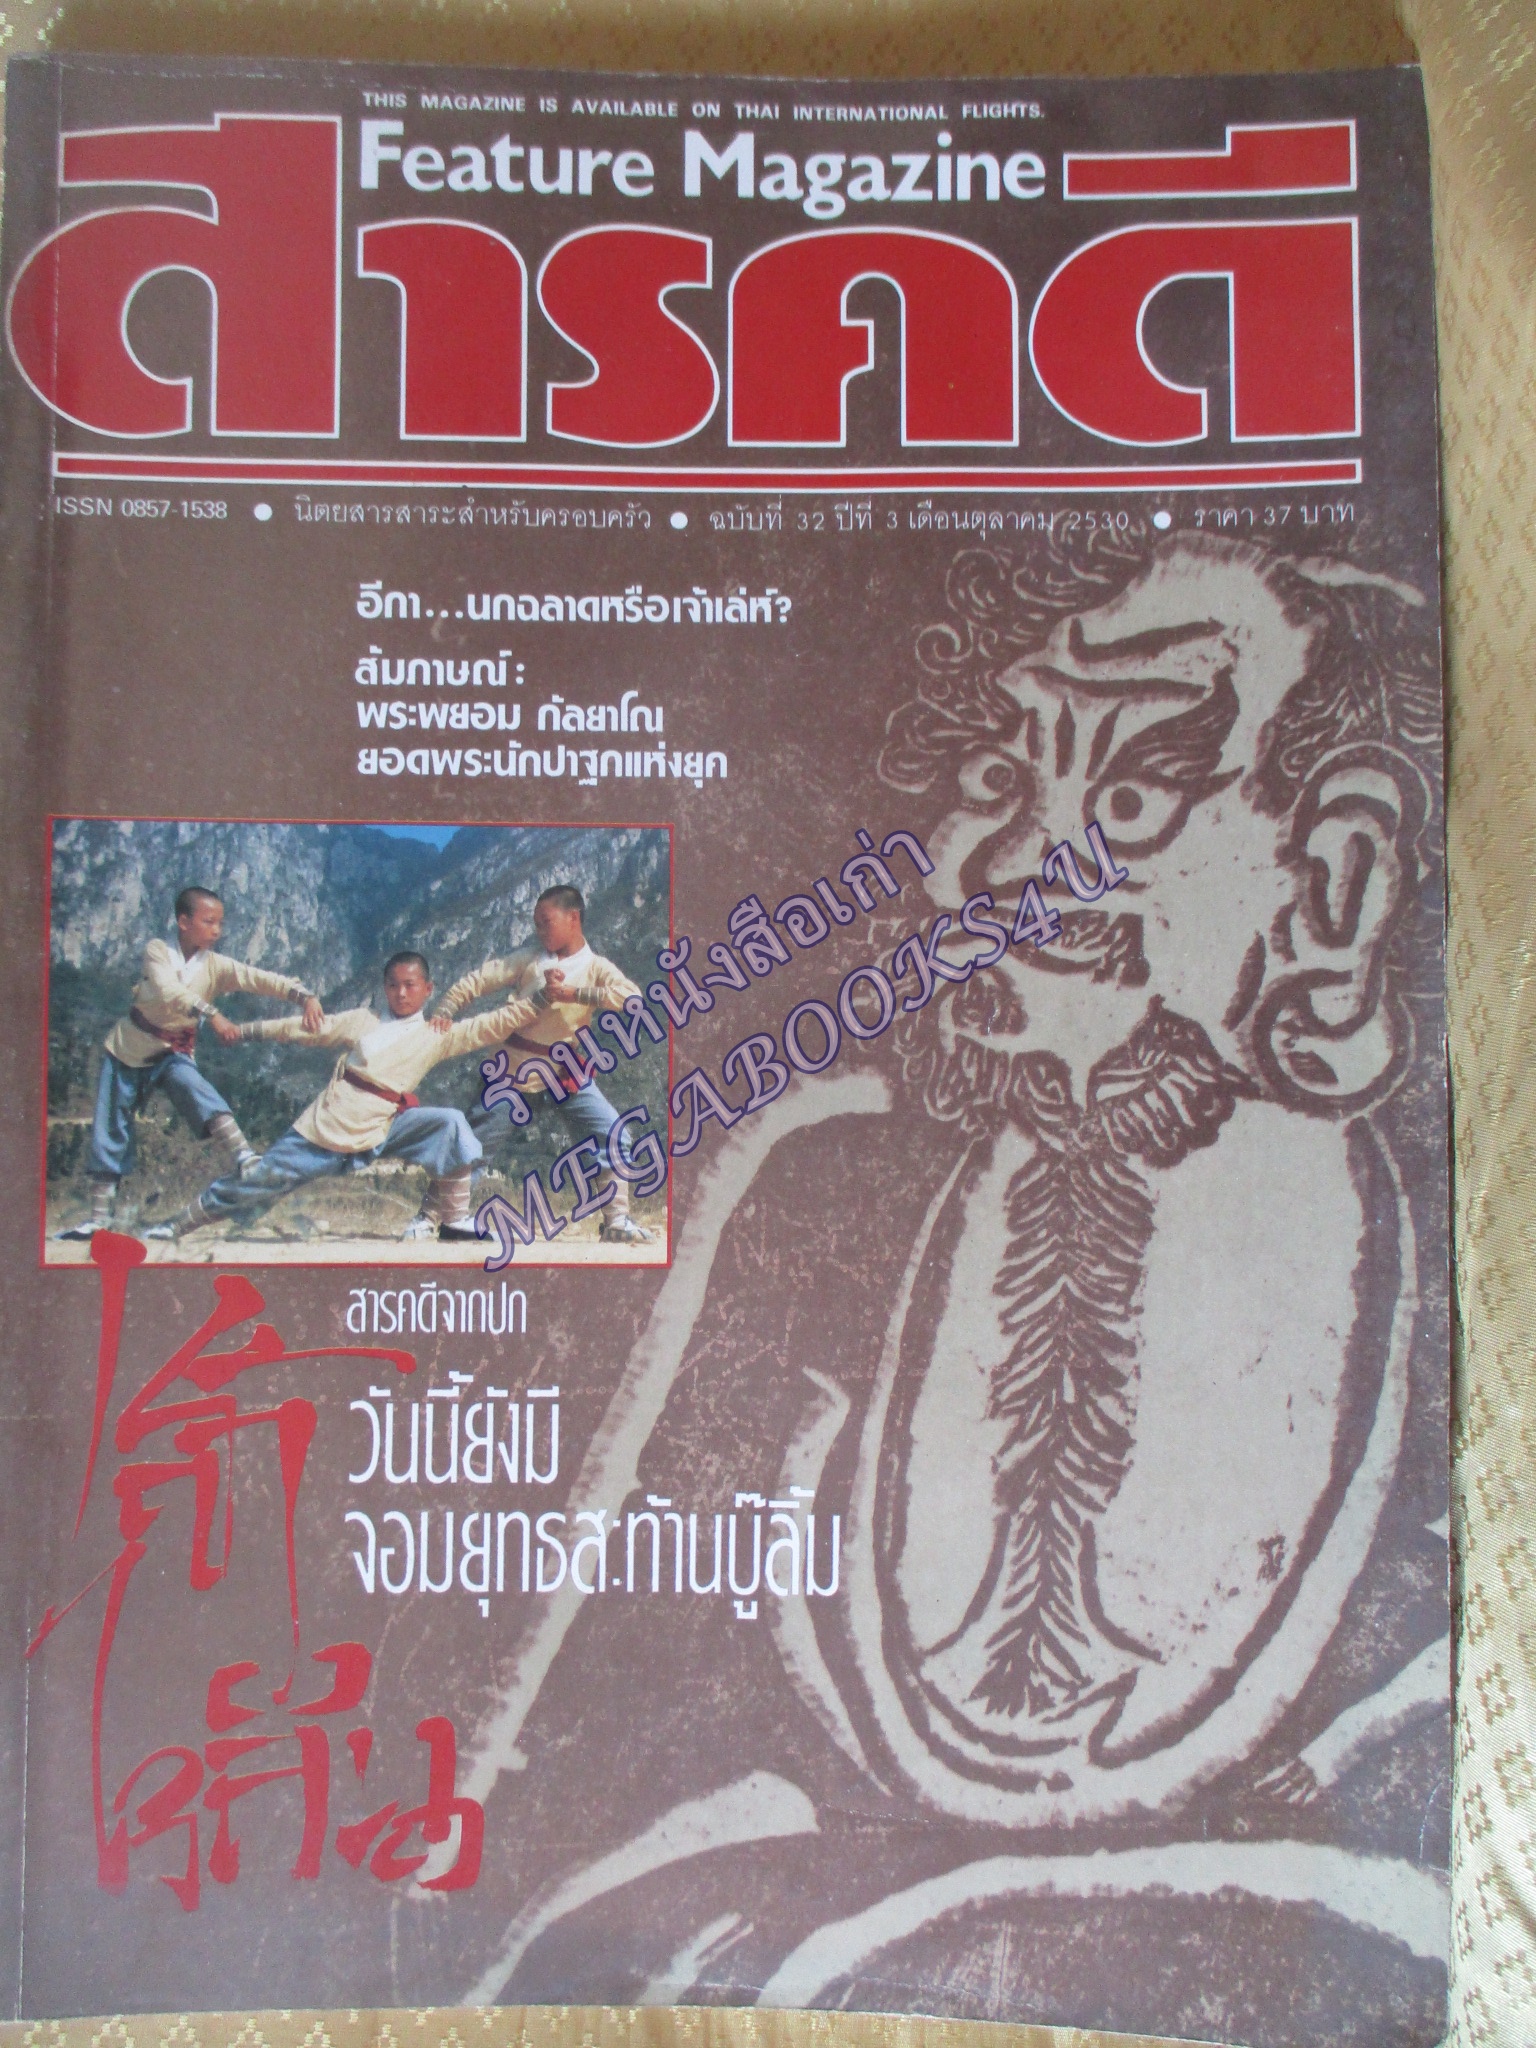 THIS MAGAZINE IS AVAILABLE ON THAI INTERNATIONAL FLIGHTS.
Feature Magazine
สารคดี
ISSN 0857-1538 ● นิตยสารสาระสำหรับครอบครัว ● ฉบับที่ 32 ปีที่ 3 เดือนตุลาคม 2530 ● ราคา 37 บาท
อีกา...นกฉลาดหรือเจ้าเล่ห์?
สัมภาษณ์:
พระพยอม กัลยาโณ
ยอดพระนักปาฐกแห่งยุค
ร้านหนังสือเก่า
MEGABOOKS4U
สารคดีจากปก
วันนี้ยังมี
จอมยุทธสะท้านบู๊ลิ้ม
เส้าหลิน